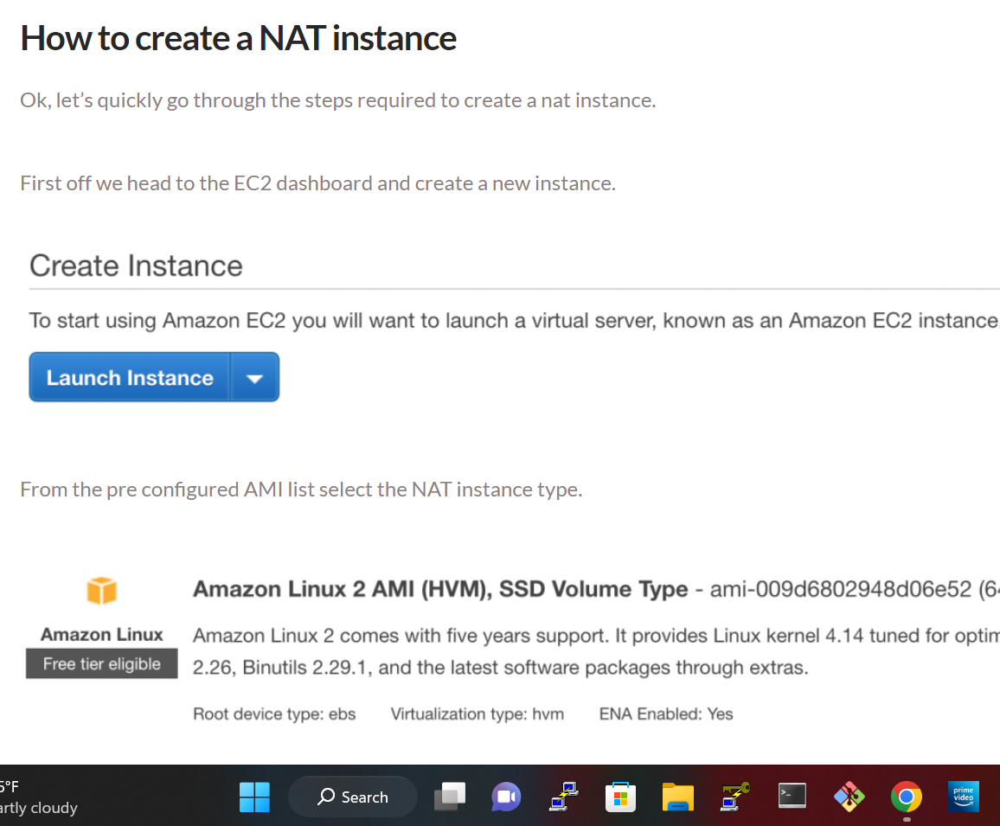 How to create a NAT instance
Ok, let’s quickly go through the steps required to create a nat instance.
First off we head to the EC2 dashboard and create a new instance.
Create Instance
To start using Amazon EC2 you will want to launch a virtual server, known as an Amazon EC2 instance.
Launch Instance
From the pre configured AMI list select the NAT instance type.
Amazon Linux 2 AMI (HVM), SSD Volume Type - ami-009d6802948d06e52
Amazon Linux
Free tier eligible
Amazon Linux 2 comes with five years support. It provides Linux kernel 4.14 tuned for
2.26, Binutils 2.29.1, and the latest software packages through extras.
Root device type: ebs Virtualization type: hvm ENA Enabled: Yes
5°F
cloudy
Search
prime
video